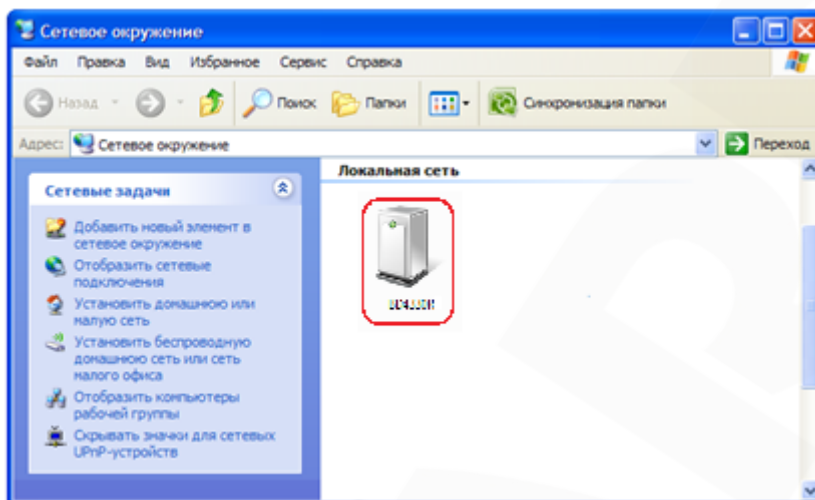 Сетевое окружение
Файл Правка Вид Избранное Сервис Справка
Назад Поиск Папки Синхронизация папки
Адрес: Сетевое окружение Переход
Локальная сеть
Сетевые задачи
Добавить новый элемент в
сетевое окружение
Отобразить сетевые
подключения
Установить домашнюю или
малую сеть
Установить беспроводную
домашнюю сеть или сеть
малого офиса
Отобразить компьютеры
рабочей группы
Скрывать значки для сетевых
UPnP-устройств